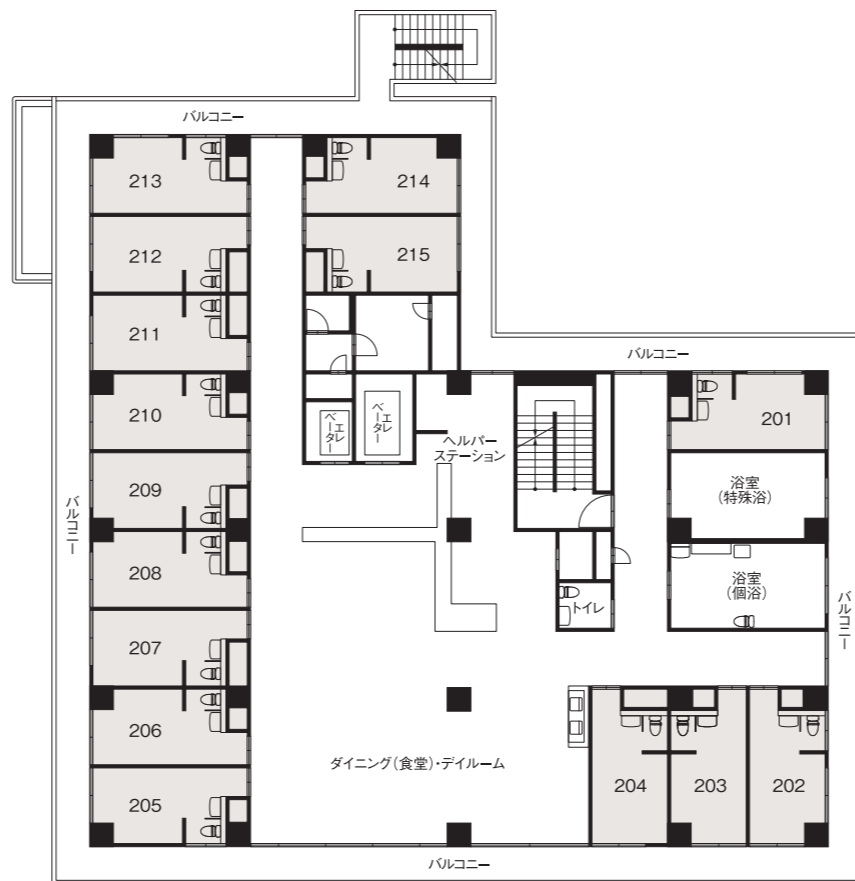 バルコニー
213
214
212
215
211
バルコニー
210
エレ
ベーター
エレ
ベーター
ヘルパー
ステーション
201
209
浴室
(特殊浴)
バルコニー
208
浴室
(個浴)
トイレ
バルコニー
207
206
ダイニング(食堂)・デイルーム
204
203
202
205
バルコニー